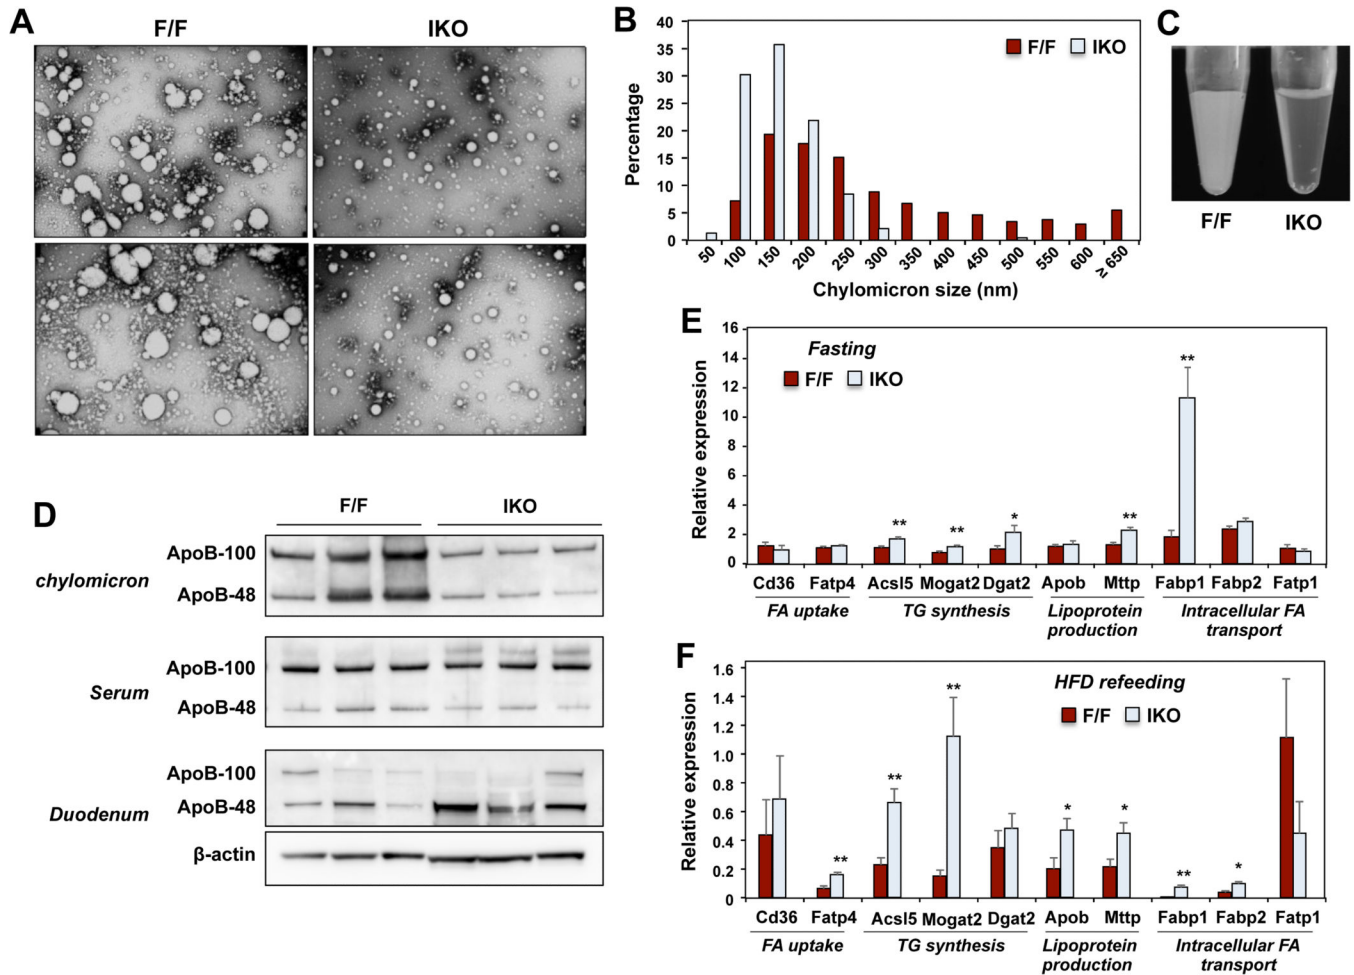 A
F/F
IKO
B
40
35
30
25
20
15
10
5
0
Percentage
F/F IKO
50 100 150 200 250 300 350 400 450 500 550 600 ≥ 650
Chylomicron size (nm)
C
F/F IKO
D
F/F IKO
chylomicron
ApoB-100
ApoB-48
Serum
ApoB-100
ApoB-48
Duodenum
ApoB-100
ApoB-48
β-actin
E
16
14
12
10
8
6
4
2
0
Relative expression
Fasting
F/F IKO
** ** * ** **
Cd36 Fatp4 Acsl5 Mogat2 Dgat2 Apob Mttp Fabp1 Fabp2 Fatp1
FA uptake TG synthesis Lipoprotein production Intracellular FA transport
F
1.6
1.4
1.2
1.0
0.8
0.6
0.4
0.2
0
Relative expression
HFD refeeding
F/F IKO
** ** ** * * ** *
Cd36 Fatp4 Acsl5 Mogat2 Dgat2 Apob Mttp Fabp1 Fabp2 Fatp1
FA uptake TG synthesis Lipoprotein production Intracellular FA transport